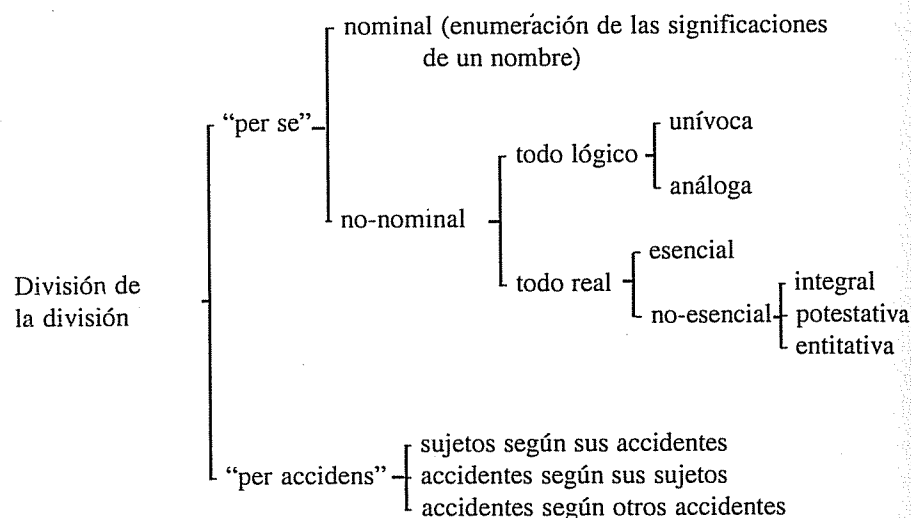 nominal (enumeración de las significaciones
de un nombre)
“per se”
unívoca
todo lógico
análoga
no-nominal
esencial
División de
la división
todo real
integral
no-esencial
potestativa
entitativa
sujetos según sus accidentes
“per accidens”
accidentes según sus sujetos
accidentes según otros accidentes